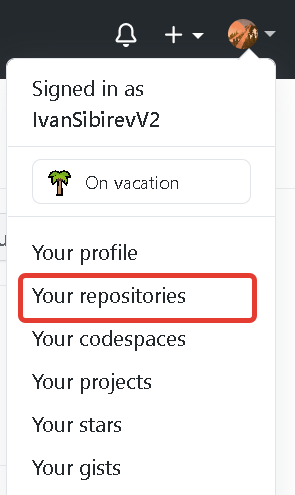 Signed in as
IvanSibirevV2
On vacation
Your profile
Your repositories
Your codespaces
Your projects
Your stars
Your gists